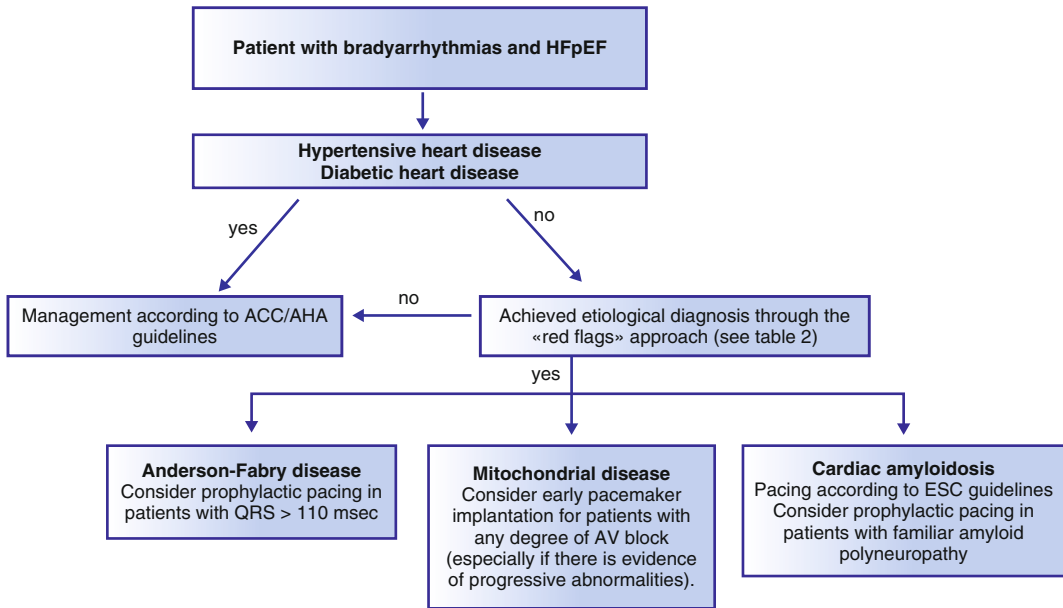 Patient with bradyarrhythmias and HFpEF
Hypertensive heart disease
Diabetic heart disease
yes
no
Management according to ACC/AHA
guidelines
no
Achieved etiological diagnosis through the
«red flags» approach (see table 2)
yes
Anderson-Fabry disease
Consider prophylactic pacing in
patients with QRS > 110 msec
Mitochondrial disease
Consider early pacemaker
implantation for patients with
any degree of AV block
(especially if there is evidence
of progressive abnormalities).
Cardiac amyloidosis
Pacing according to ESC guidelines
Consider prophylactic pacing in
patients with familiar amyloid
polyneuropathy